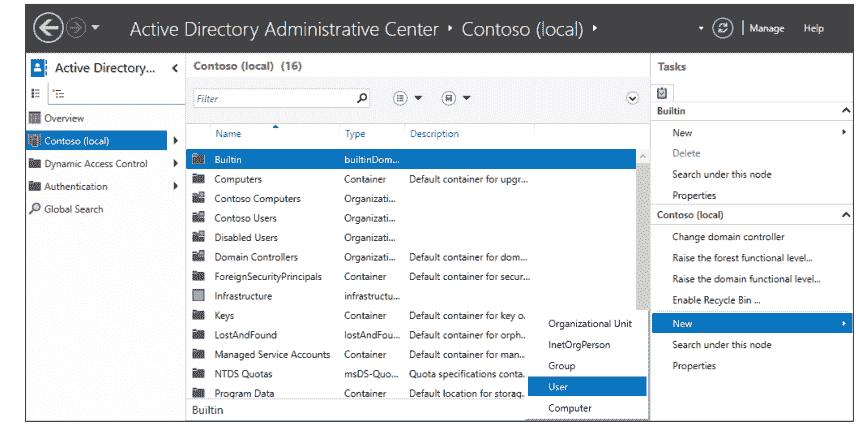 Active Directory Administrative Center • Contoso (local) •
Manage
Help
Active Directory...
Overview
Contoso (local)
Dynamic Access Control
Authentication
Global Search
Contoso (local) (16)
Filter
Name Type Description
Builtin builtinDom...
Computers Container Default container for upgr...
Contoso Computers Organizati...
Contoso Users Organizati...
Disabled Users Organizati...
Domain Controllers Organizati... Default container for dom...
ForeignSecurityPrincipals Container Default container for secur...
Infrastructure infrastructu...
Keys Container Default container for key o.
LostAndFound lostAndFou... Default container for orph..
Managed Service Accounts Container Default container for man..
NTDS Quotas msDS-Quo... Quota specifications conta.
Program Data Container Default location for storag.
Builtin
Organizational Unit
InetOrgPerson
Group
User
Computer
Tasks
Builtin
New
Delete
Search under this node
Properties
Contoso (local)
Change domain controller
Raise the forest functional level...
Raise the domain functional level...
Enable Recycle Bin ...
New
Search under this node
Properties